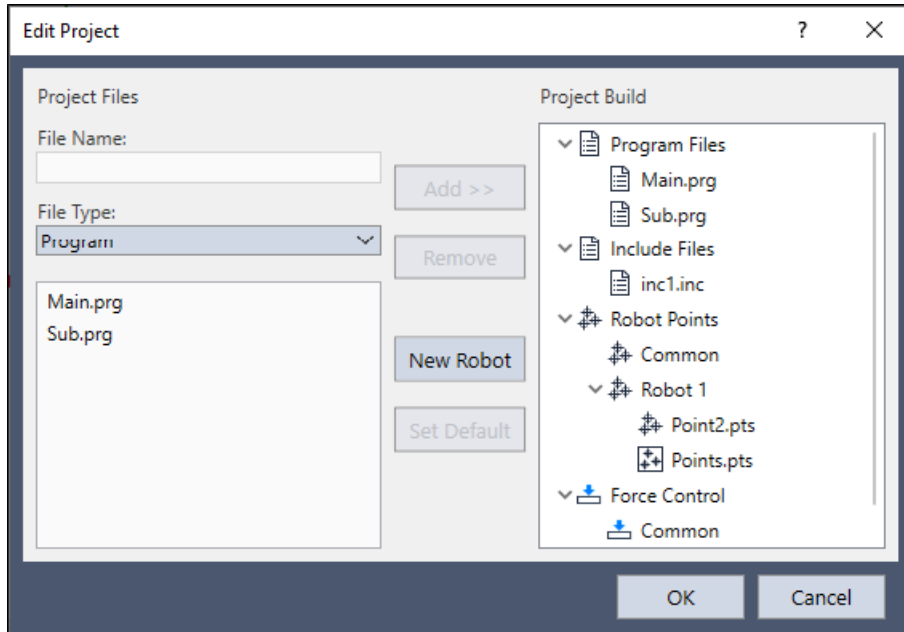 Edit Project
?
Project Files
File Name:
File Type:
Program
Main.prg
Sub.prg
Add >>
Remove
New Robot
Set Default
Project Build
Program Files
Main.prg
Sub.prg
Include Files
inc1.inc
Robot Points
Common
Robot 1
Point2.pts
Points.pts
Force Control
Common
OK
Cancel